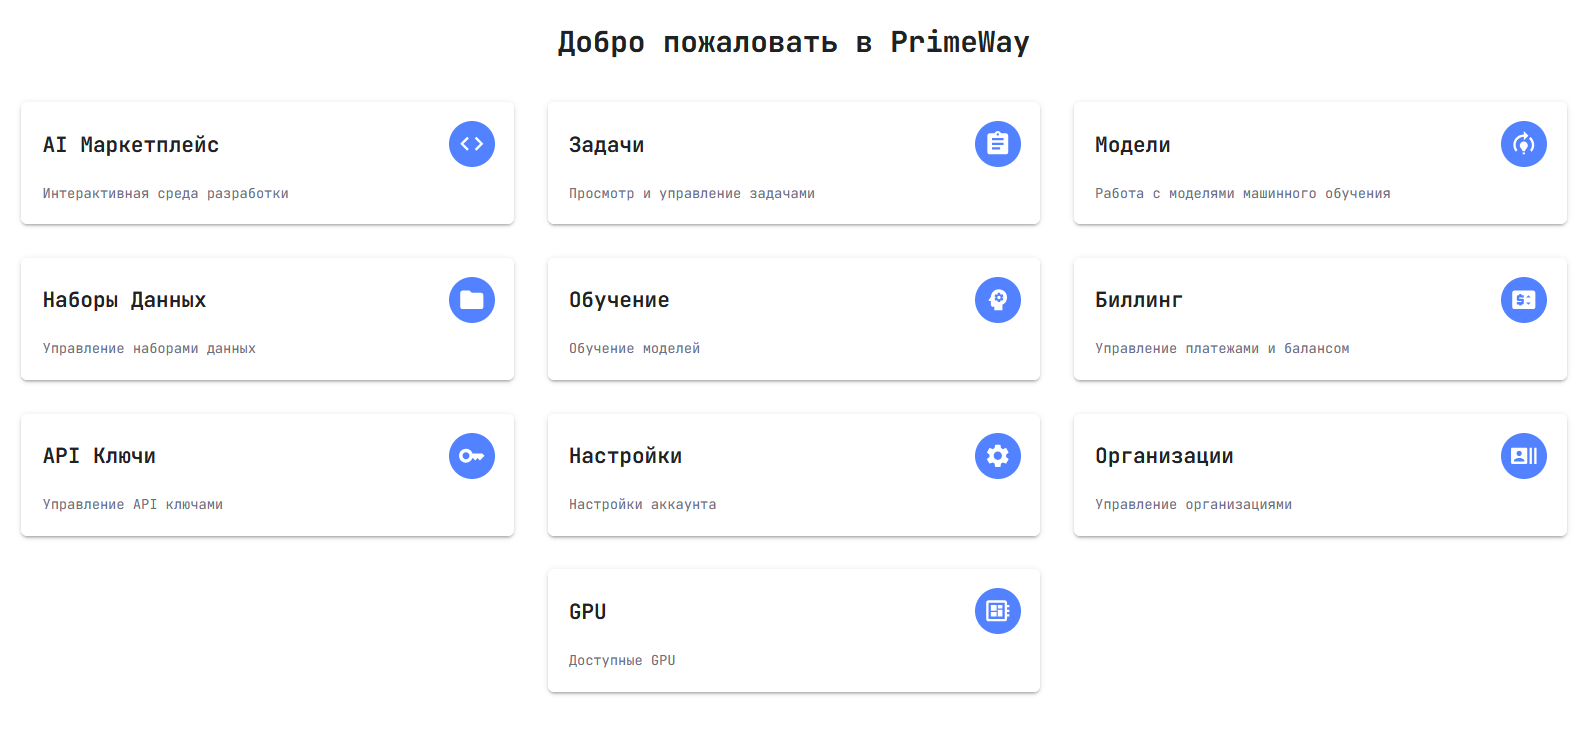 Добро пожаловать в PrimeWay
AI Маркетплейс
Интерактивная среда разработки
Задачи
Просмотр и управление задачами
Модели
Работа с моделями машинного обучения
Наборы Данных
Управление наборами данных
Обучение
Обучение моделей
Биллинг
Управление платежами и балансом
API Ключи
Управление API ключами
Настройки
Настройки аккаунта
Организации
Управление организациями
GPU
Доступные GPU